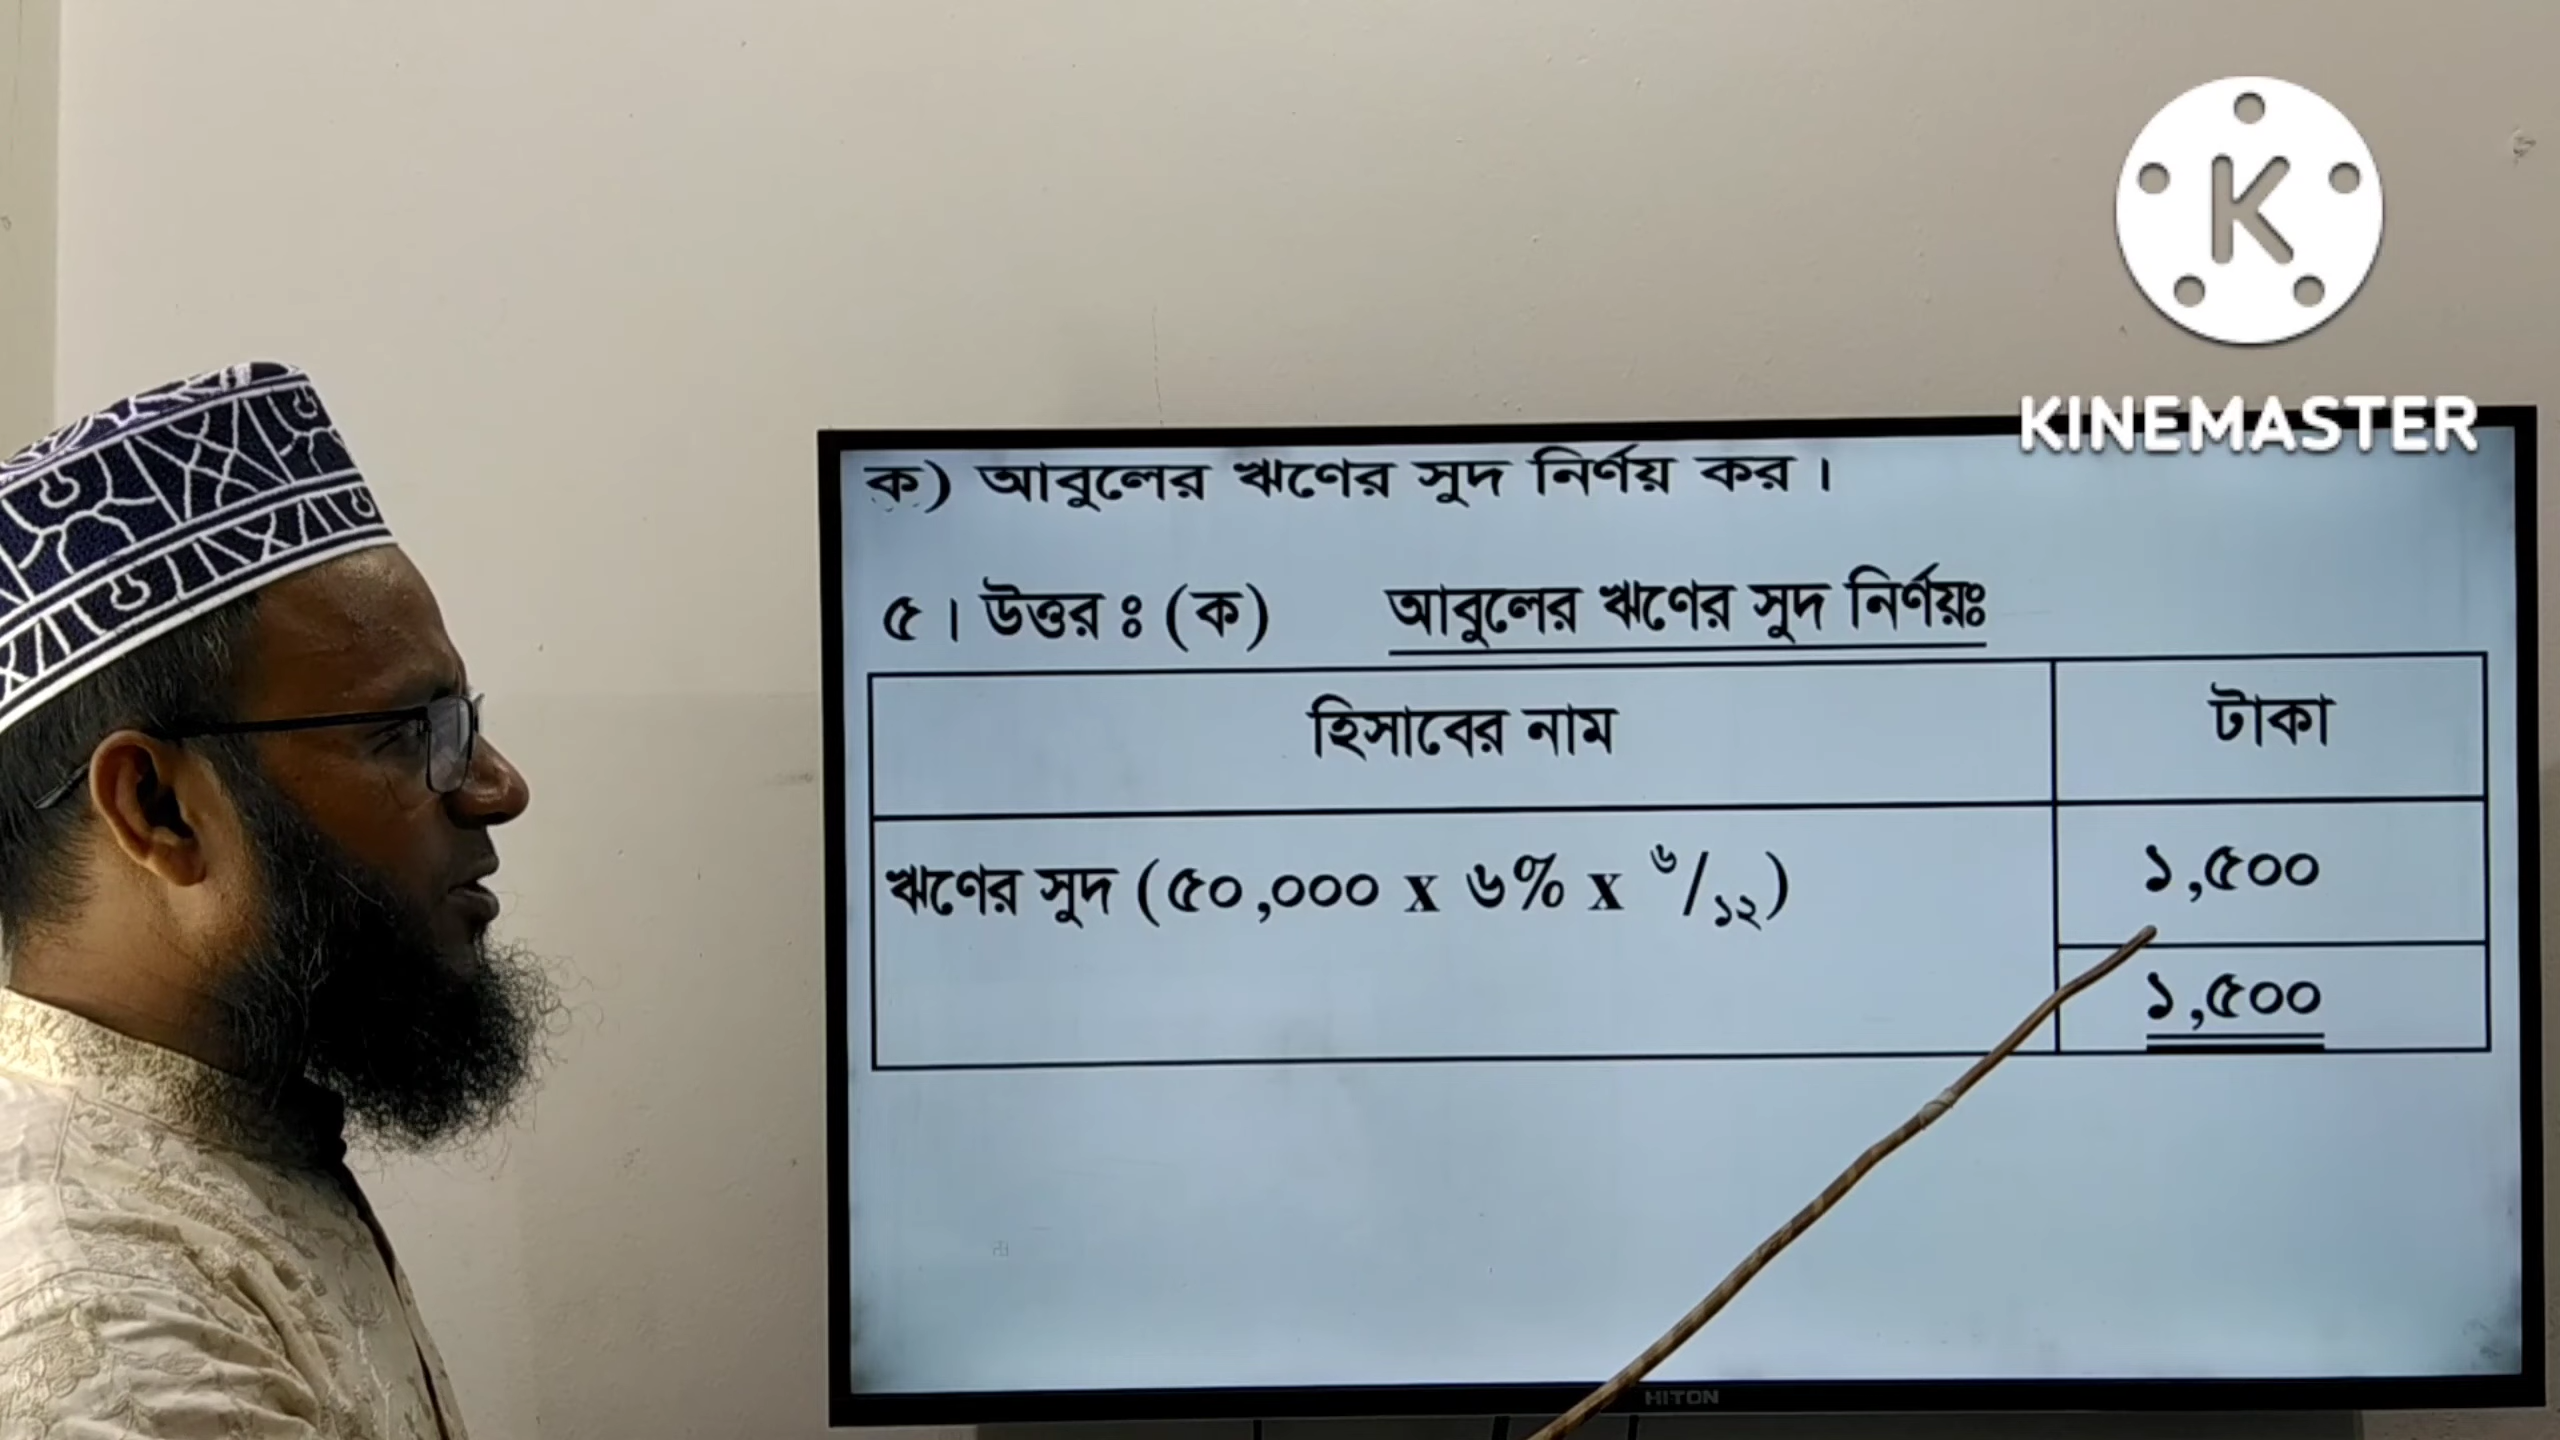 K
KINEMASTER
ক) আবুলের ঋণের সুদ নির্ণয় কর।
৫। উত্তর ঃ (ক) আবুলের ঋণের সুদ নির্ণয়ঃ
হিসাবের নাম টাকা
ঋণের সুদ (৫০,০০০ x ৬% x ৬/১২) ১,৫০০
১,৫০০
HITON